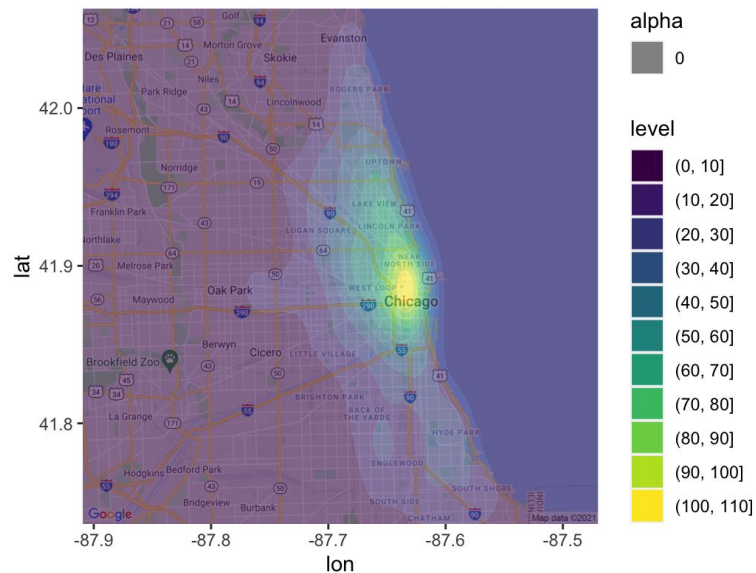 Golf
Evanston
Morton Grove
Des Plaines
Skokie
Niles
Park Ridge
Lincolnwood
ROGERS PARK
42.0
Rosemont
Norridge
UPTOWN
Franklin Park
LAKE VIEW
LINCOLN PARK
LOGAN SQUARE
Northlake
NEAR
NORTH SIDE
41.9
Melrose Park
Oak Park
WEST LOOP
Maywood
Chicago
Berwyn
Cicero
LITTLE VILLAGE
Brookfield Zoo
BRIGHTON PARK
La Grange
BACK OF
THE YARDS
41.8
HYDE PARK
ENGLEWOOD
Hodgkins
Bedford Park
SOUTH SHORE
Bridgeview
Burbank
SOUTH SIDE
CHATHAM
Google
Map data ©2021
-87.9
-87.8
-87.7
-87.6
-87.5
lon
lat
alpha
0
level
(0, 10]
(10, 20]
(20, 30]
(30, 40]
(40, 50]
(50, 60]
(60, 70]
(70, 80]
(80, 90]
(90, 100]
(100, 110]